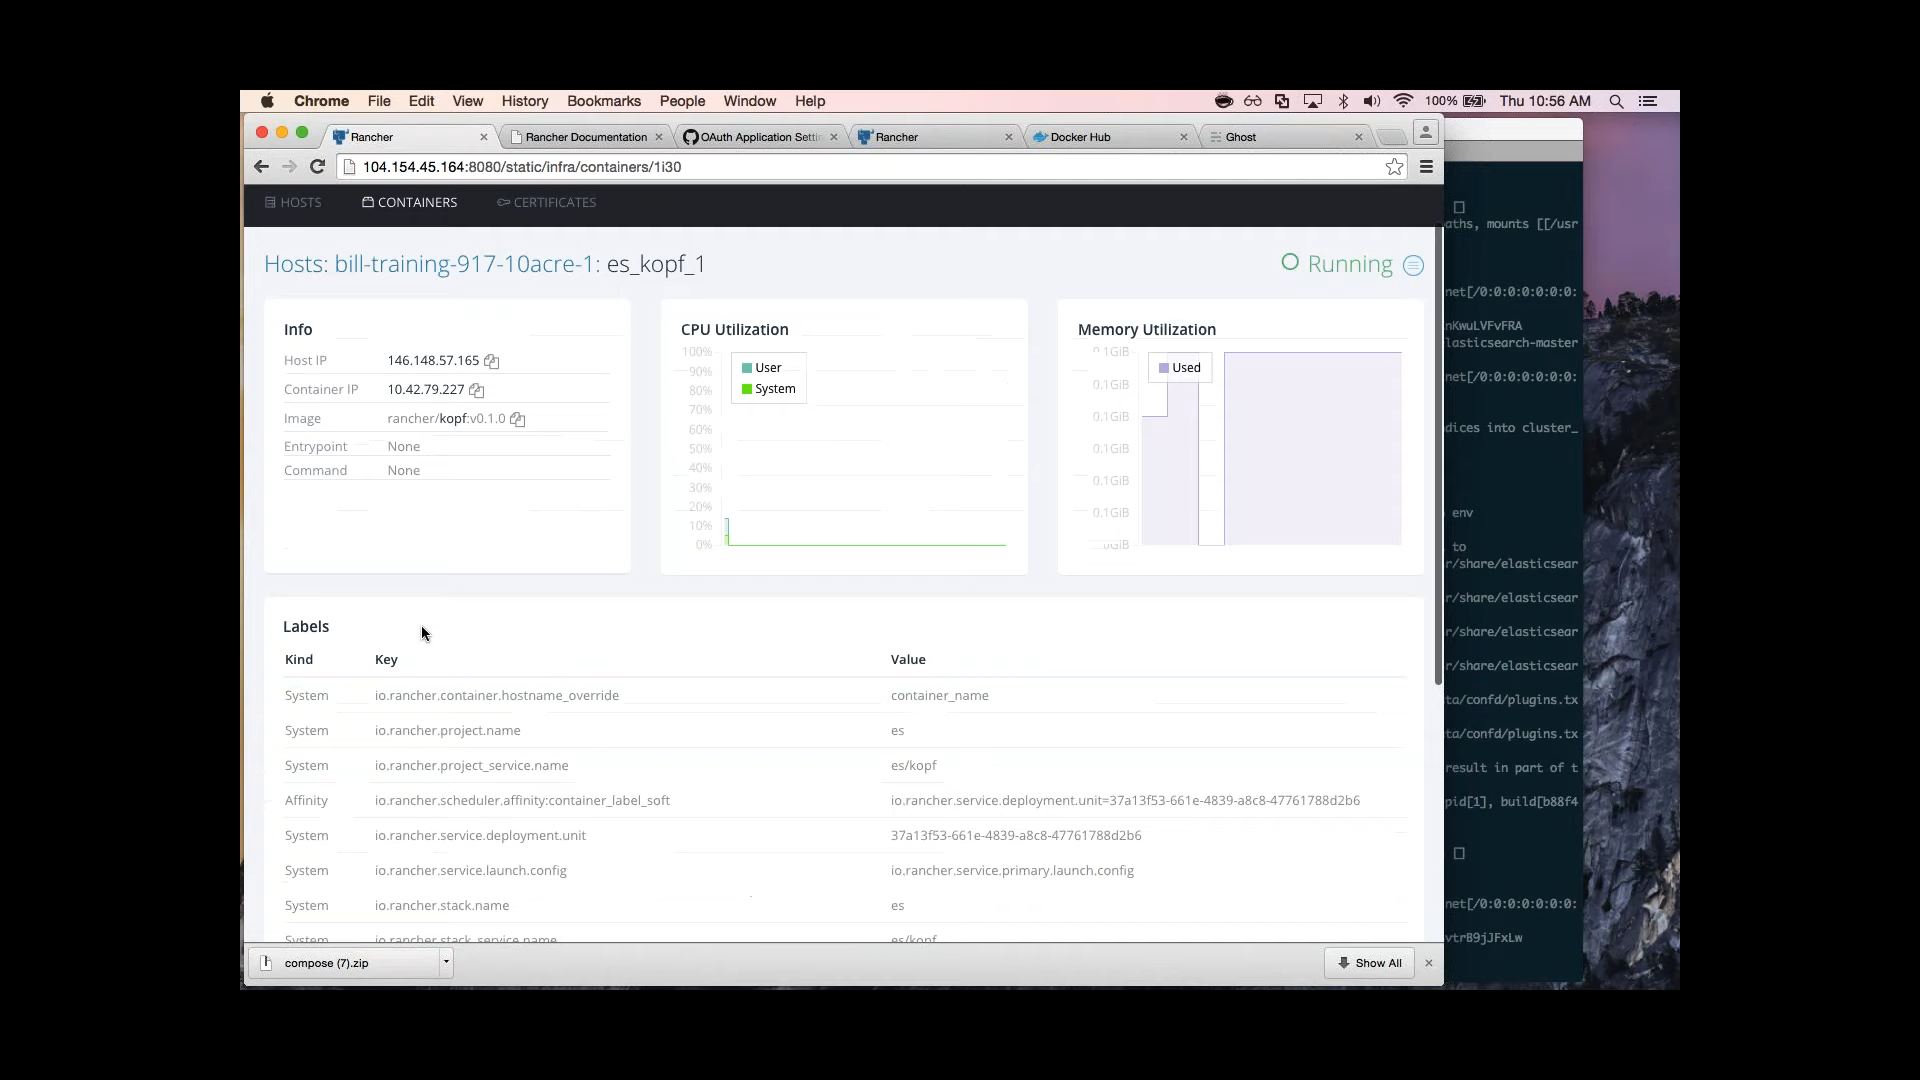 Chrome File Edit View History Bookmarks People Window Help 100% Thu 10:56 AM
Rancher Rancher Documentation OAuth Application Settin Rancher Docker Hub Ghost
104.154.45.164:8080/static/infra/containers/1i30
HOSTS CONTAINERS CERTIFICATES
Hosts: bill-training-917-10acre-1: es_kopf_1 Running
Info
Host IP 146.148.57.165
Container IP 10.42.79.227
Image rancher/kopf:v0.1.0
Entrypoint None
Command None
CPU Utilization
100%
90%
80%
70%
60%
50%
40%
30%
20%
10%
0%
User
System
Memory Utilization
0.1GiB
0.1GiB
0.1GiB
0.1GiB
0.1GiB
0GiB
Used
Labels
Kind Key Value
System io.rancher.container.hostname_override container_name
System io.rancher.project.name es
System io.rancher.project_service.name es/kopf
Affinity io.rancher.scheduler.affinity:container_label_soft io.rancher.service.deployment.unit=37a13f53-661e-4839-a8c8-47761788d2b6
System io.rancher.service.deployment.unit 37a13f53-661e-4839-a8c8-47761788d2b6
System io.rancher.service.launch.config io.rancher.service.primary.launch.config
System io.rancher.stack.name es
System io.rancher.stack_service.name es/kopf
compose (7).zip Show All
aths, mounts [[/usr
net[/0:0:0:0:0:0:
nKwuLVFvFRA
lasticsearch-master
net[/0:0:0:0:0:0:
dices into cluster_
env
to
r/share/elasticsear
r/share/elasticsear
r/share/elasticsear
r/share/elasticsear
ta/confd/plugins.tx
ta/confd/plugins.tx
result in part of t
pid[1], build[b88f4
net[/0:0:0:0:0:0:
vtrB9jJFxLw